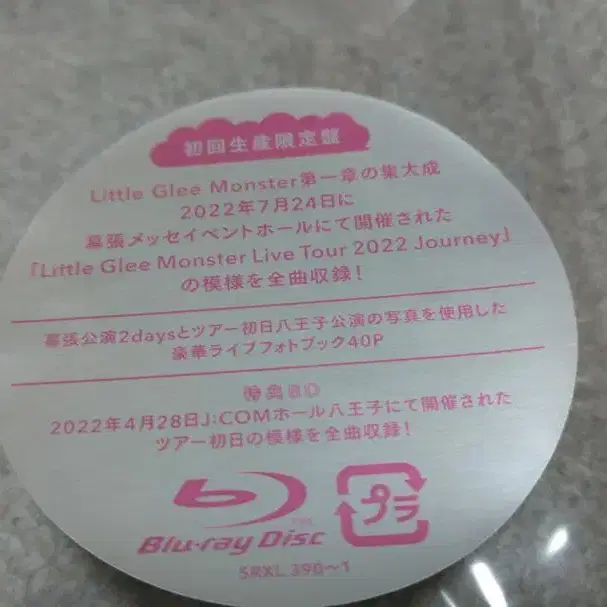 初回生産限定盤
Little Glee Monster第一章の集大成
2022年7月24日に
幕張メッセイベントホールにて開催された
「Little Glee Monster Live Tour 2022 Journey」
の模様を全曲収録！
幕張公演2daysとツアー初日八王子公演の写真を使用した
豪華ライブフォトブック40P
特典BD
2022年4月28日J:COMホール八王子にて開催された
ツアー初日の模様を全曲収録！
Blu-ray Disc™
プラ
SRXL 390~1